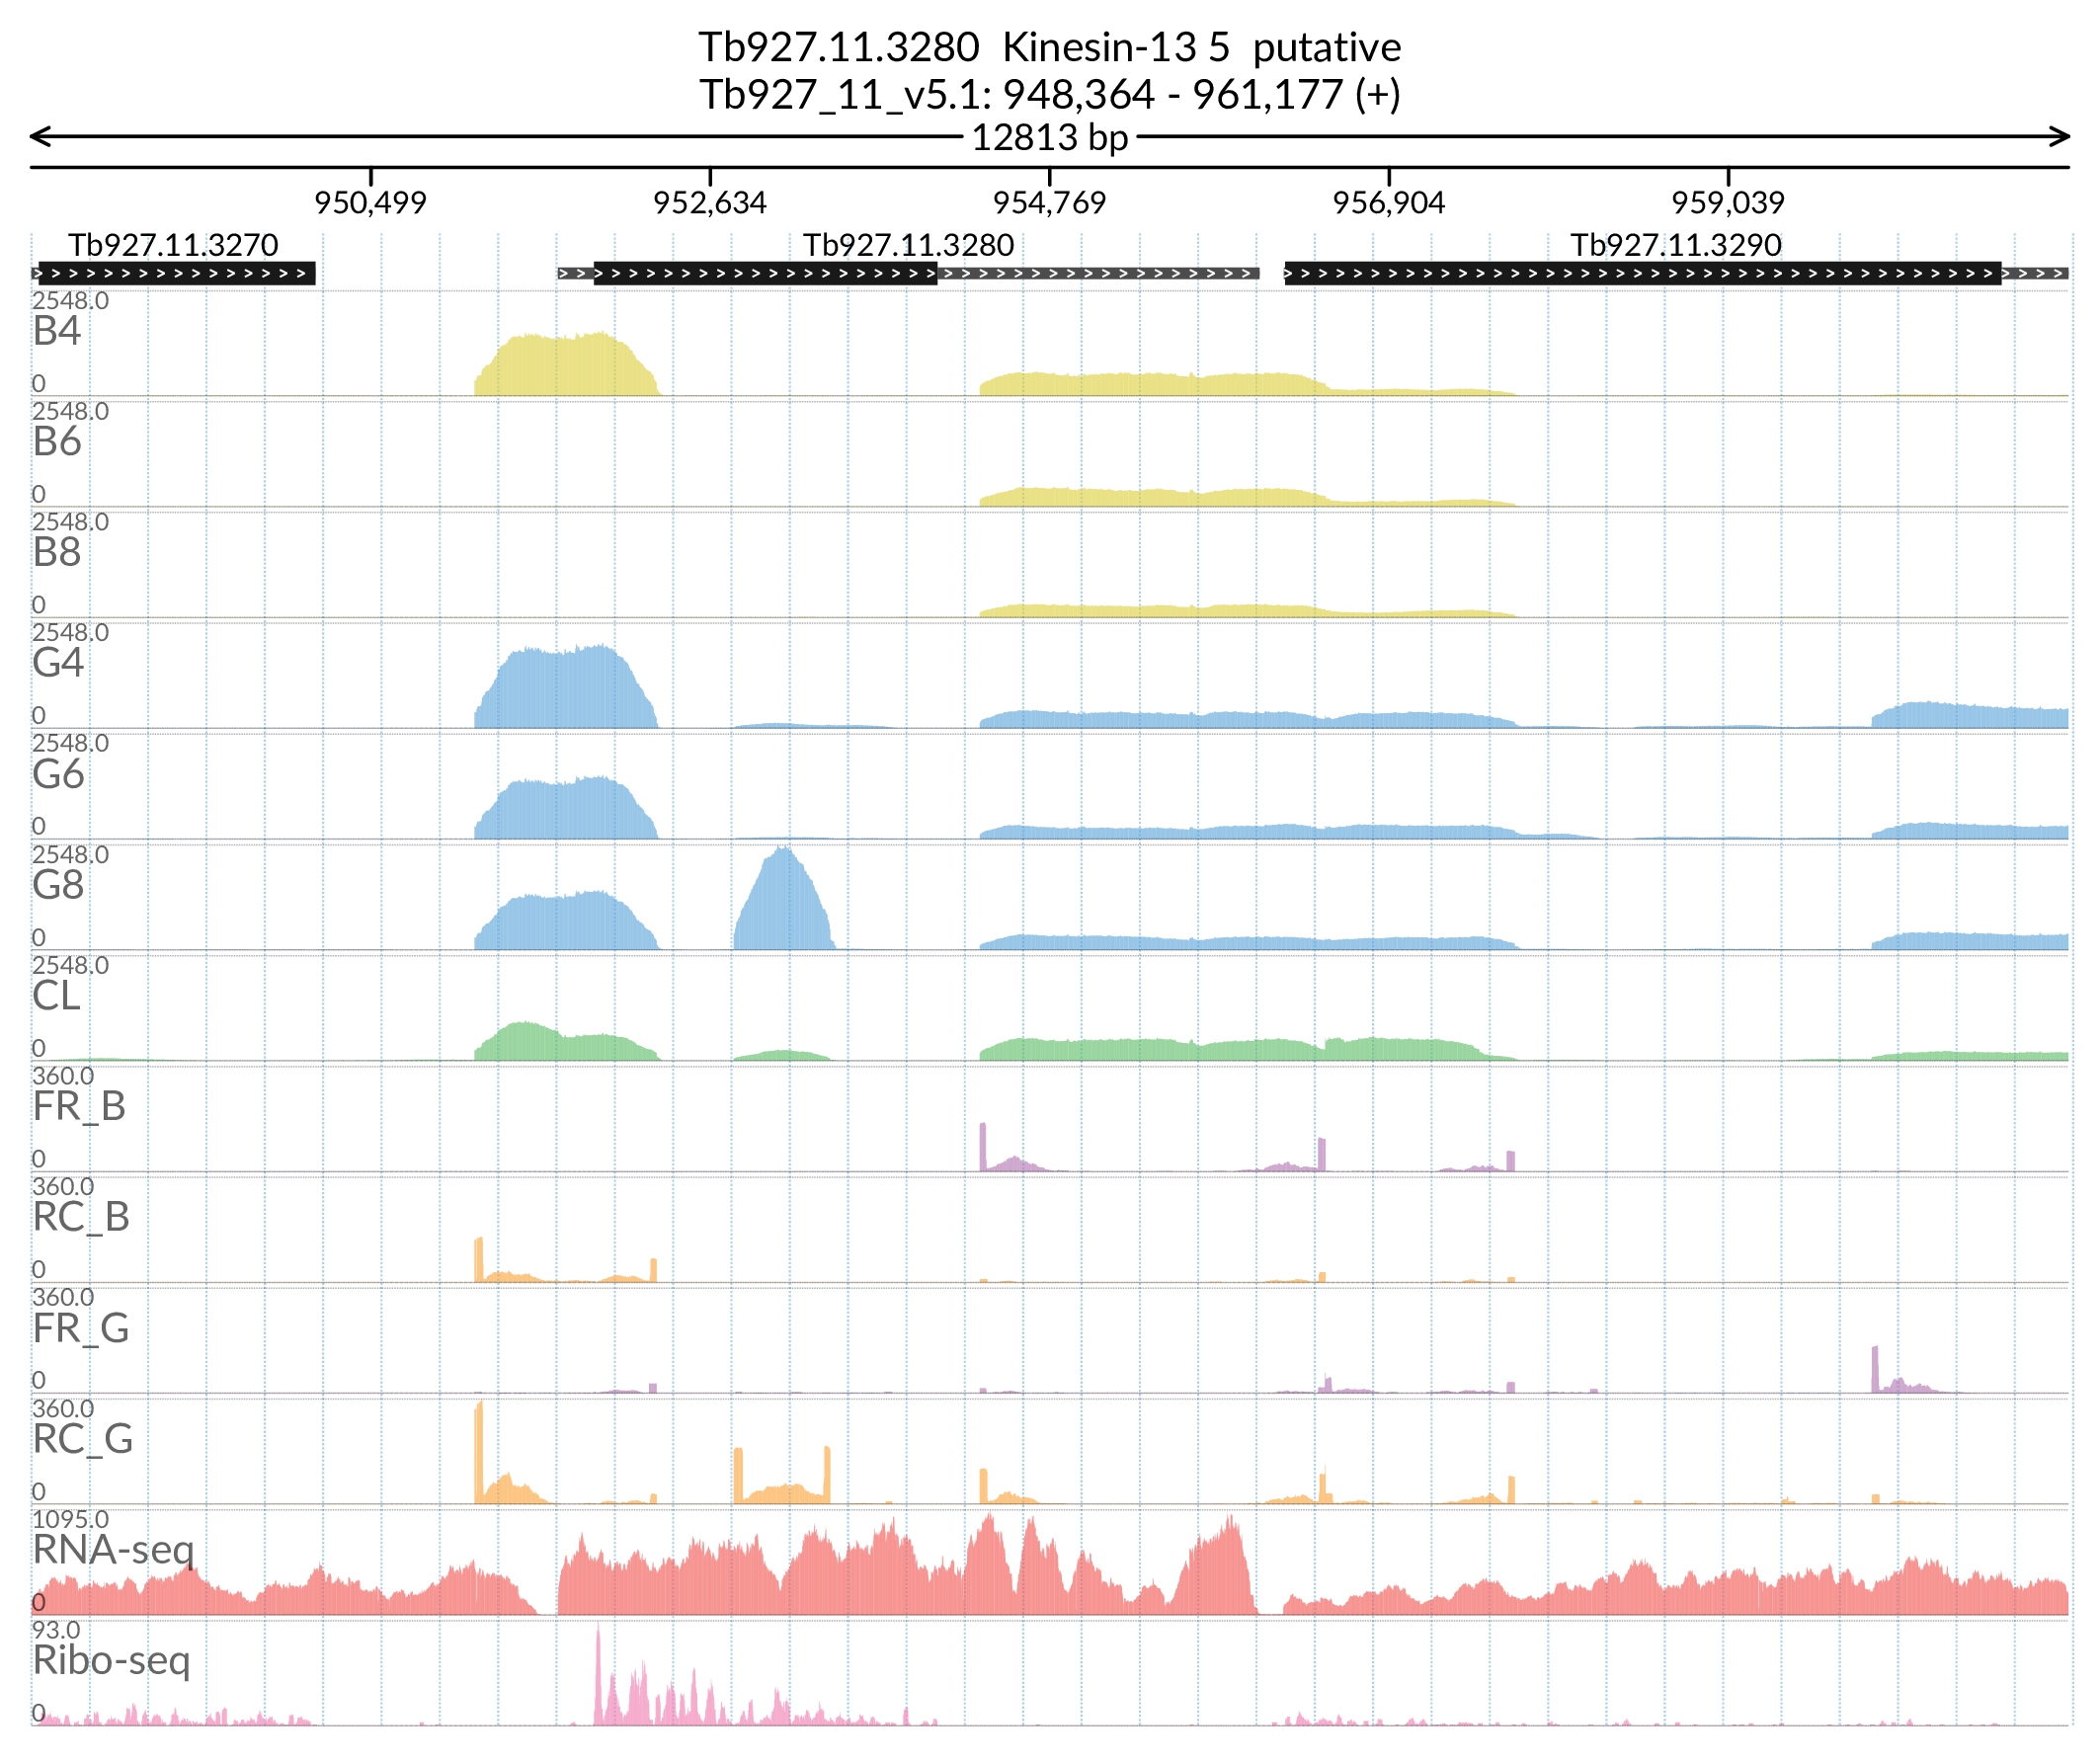 Tb927.11.3280 Kinesin-13 5 putative
Tb927_11_v5.1: 948,364 - 961,177 (+)
12813 bp
950,499 952,634 954,769 956,904 959,039
Tb927.11.3270 Tb927.11.3280 Tb927.11.3290
2548.0
B4
0
2548.0
B6
0
2548.0
B8
0
2548.0
G4
0
2548.0
G6
0
2548.0
G8
0
2548.0
CL
0
360.0
FR_B
0
360.0
RC_B
0
360.0
FR_G
0
360.0
RC_G
0
1095.0
RNA-seq
0
93.0
Ribo-seq
0